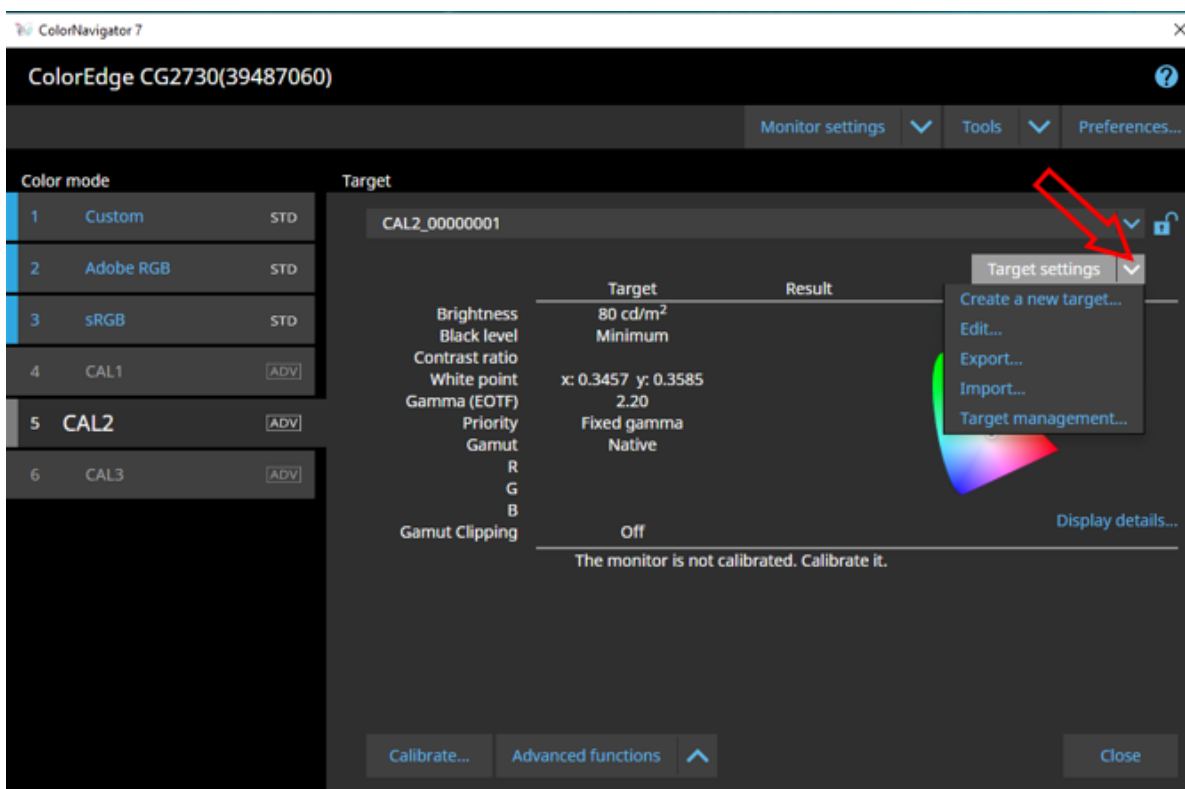 ColorNavigator 7
ColorEdge CG2730(39487060)
Monitor settings Tools Preferences...
Color mode Target
1 Custom STD
CAL2_00000001
2 Adobe RGB STD
Target settings
Target Result
Create a new target...
3 sRGB STD
Brightness 80 cd/m²
Edit...
Black level Minimum
Contrast ratio
Export...
4 CAL1 ADV
White point x: 0.3457 y: 0.3585
Import...
Gamma (EOTF) 2.20
5 CAL2 ADV
Priority Fixed gamma
Target management...
Gamut Native
6 CAL3 ADV
R
G
B
Display details...
Gamut Clipping Off
The monitor is not calibrated. Calibrate it.
Calibrate... Advanced functions Close